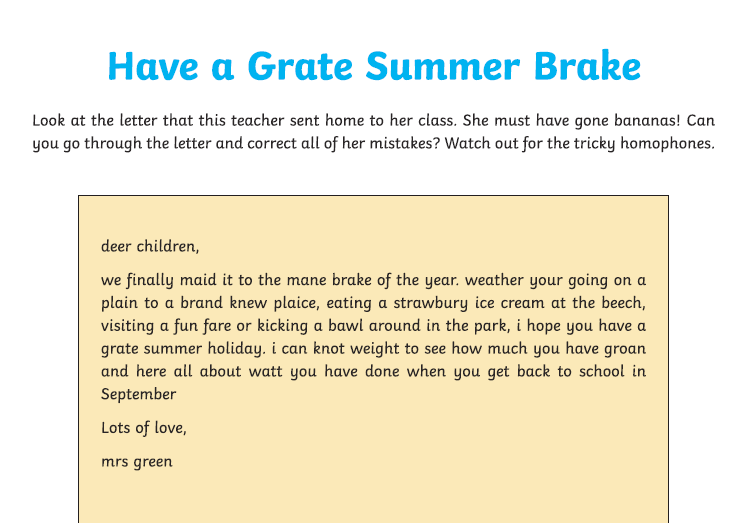 Have a Grate Summer Brake
Look at the letter that this teacher sent home to her class. She must have gone bananas! Can
you go through the letter and correct all of her mistakes? Watch out for the tricky homophones.
deer children,
we finally maid it to the mane brake of the year. weather your going on a
plain to a brand knew plaice, eating a strawbury ice cream at the beech,
visiting a fun fare or kicking a bawl around in the park, i hope you have a
grate summer holiday. i can knot weight to see how much you have groan
and here all about watt you have done when you get back to school in
September
Lots of love,
mrs green